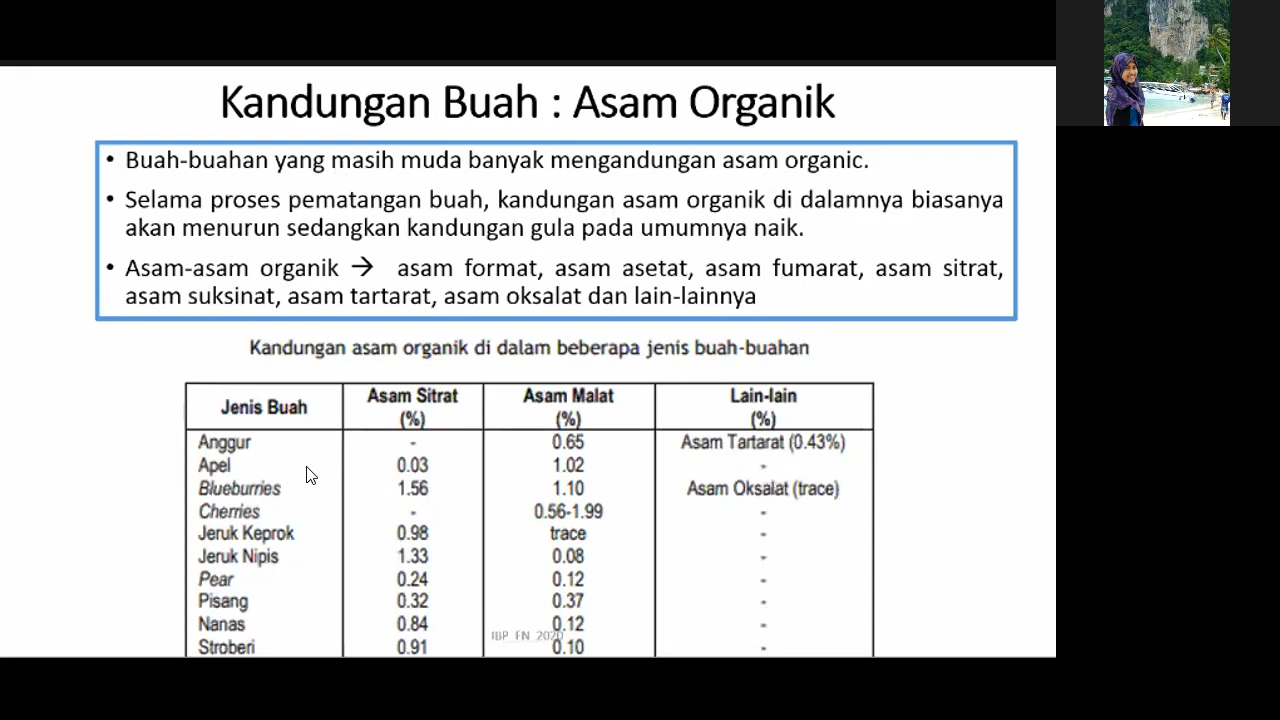 Kandungan Buah : Asam Organik
• Buah-buahan yang masih muda banyak mengandungan asam organic.
• Selama proses pematangan buah, kandungan asam organik di dalamnya biasanya
akan menurun sedangkan kandungan gula pada umumnya naik.
• Asam-asam organik → asam format, asam asetat, asam fumarat, asam sitrat,
asam suksinat, asam tartarat, asam oksalat dan lain-lainnya
Kandungan asam organik di dalam beberapa jenis buah-buahan
Jenis Buah Asam Sitrat (%) Asam Malat (%) Lain-lain (%)
Anggur - 0.65 Asam Tartarat (0.43%)
Apel 0.03 1.02 -
Blueburries 1.56 1.10 Asam Oksalat (trace)
Cherries - 0.56-1.99 -
Jeruk Keprok 0.98 trace -
Jeruk Nipis 1.33 0.08 -
Pear 0.24 0.12 -
Pisang 0.32 0.37 -
Nanas 0.84 0.12 -
IBP_FN_2020
Stroberi 0.91 0.10 -